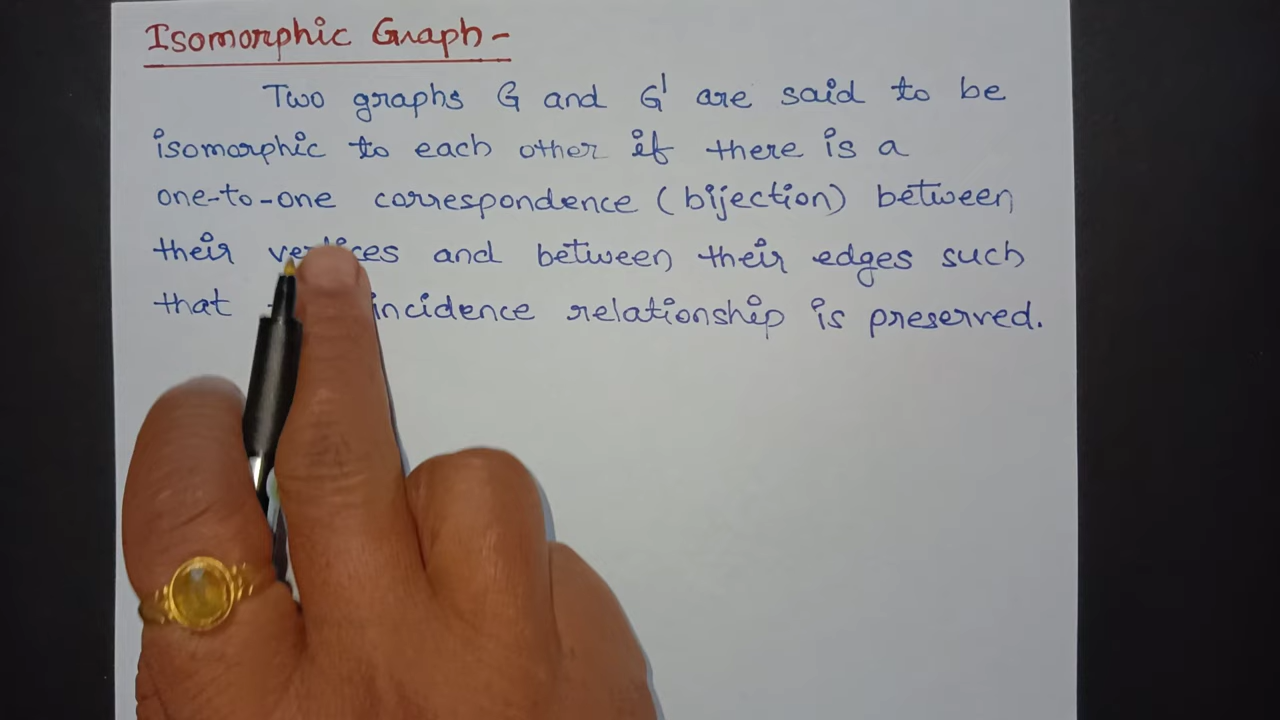 Isomorphic Graph-
Two graphs G and G' are said to be
isomorphic to each other if there is a
one-to-one correspondence (bijection) between
their vertices and between their edges such
that incidence relationship is preserved.